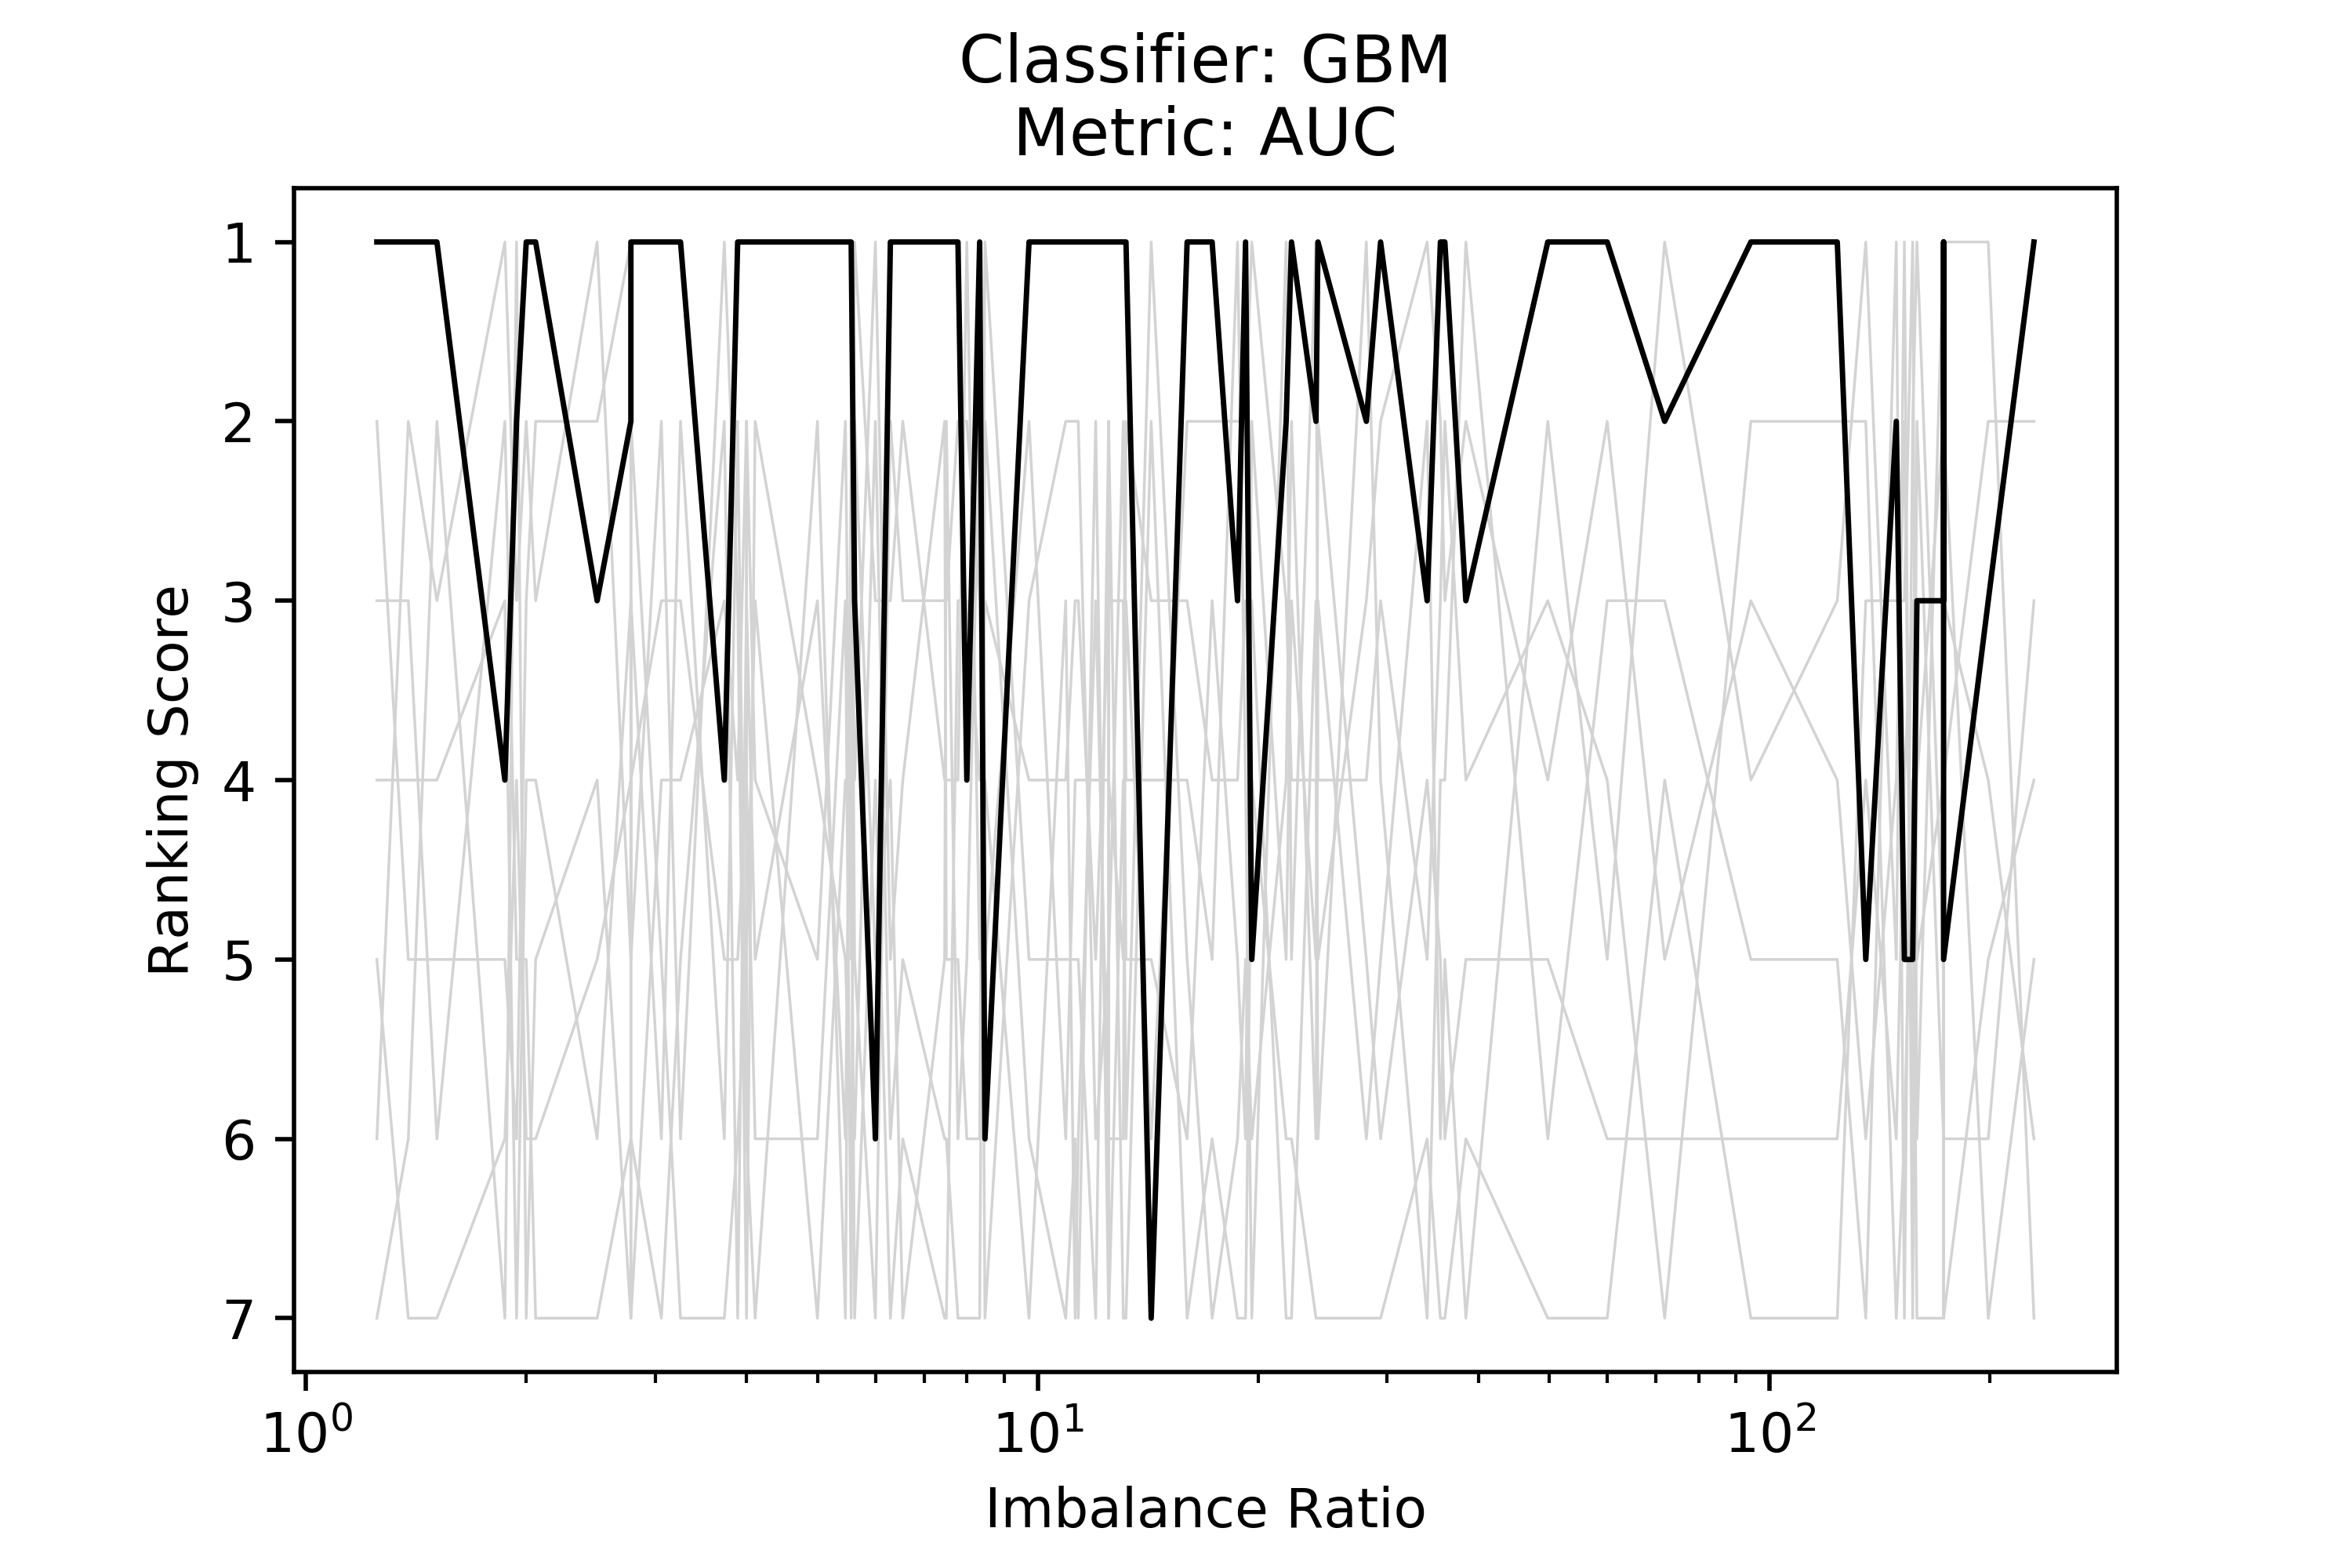 Classifier: GBM
Metric: AUC
Ranking Score
1
2
3
4
5
6
7
10⁰
10¹
10²
Imbalance Ratio